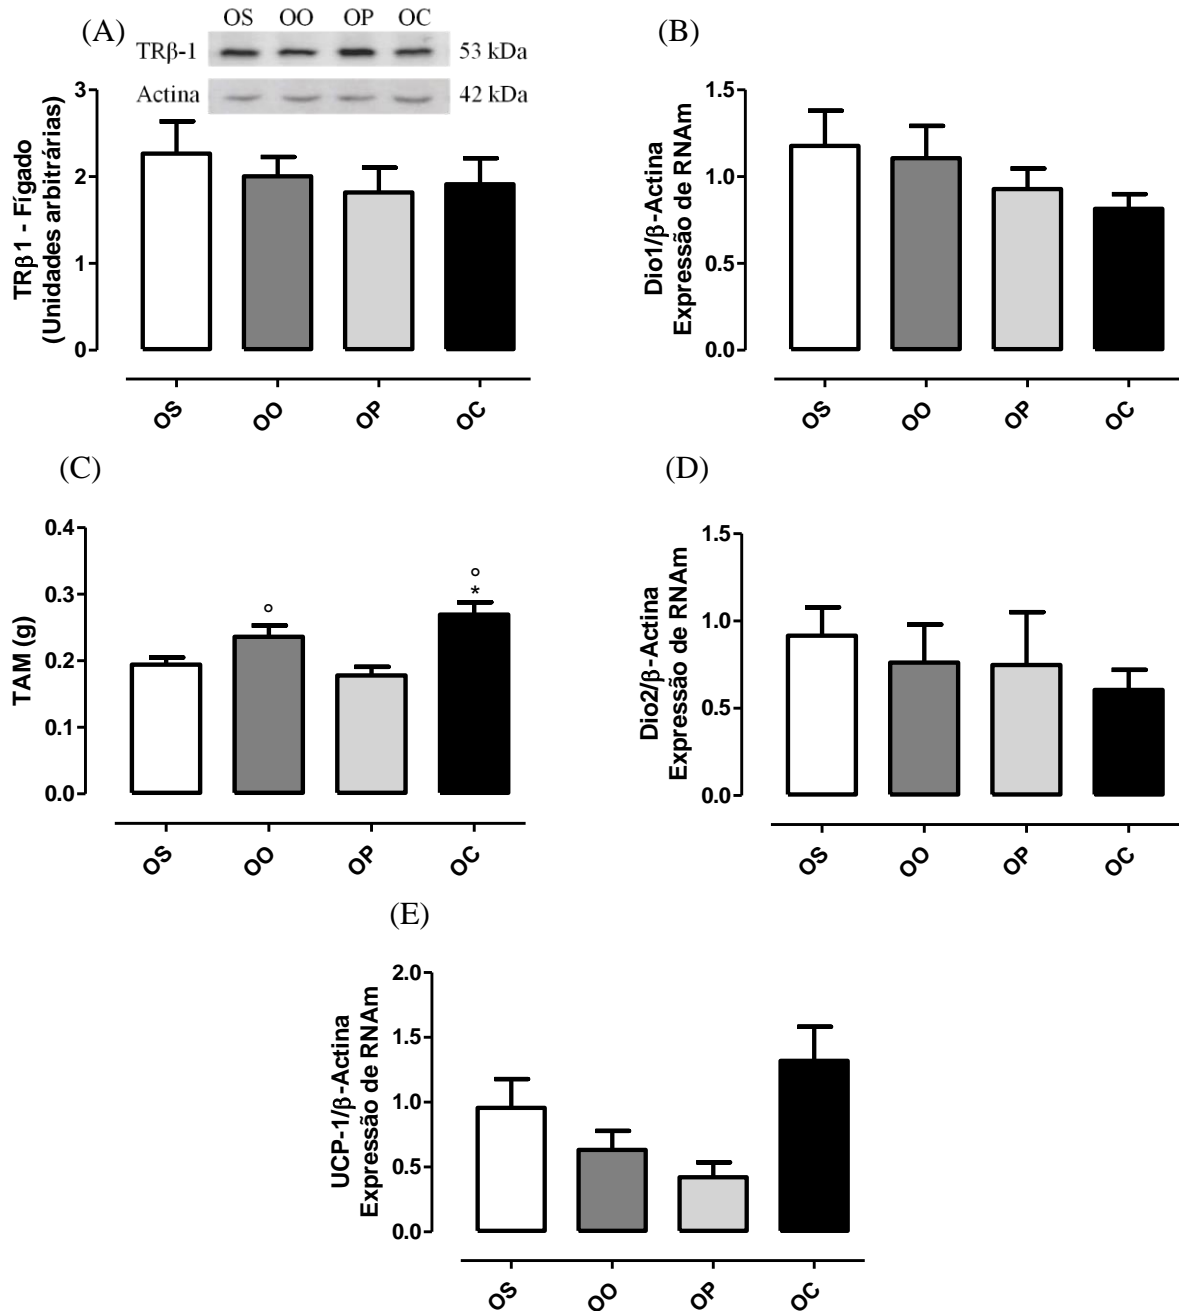 (A)
OS OO OP OC
TRβ-1 53 kDa
Actina 42 kDa
TRβ1 - Fígado
(Unidades arbitrárias)
3
2
1
0
OS OO OP OC
(B)
Dio1/β-Actina
Expressão de RNAm
1.5
1.0
0.5
0.0
OS OO OP OC
(C)
TAM (g)
0.4
0.3
0.2
0.1
0.0
°
°
*
OS OO OP OC
(D)
Dio2/β-Actina
Expressão de RNAm
1.5
1.0
0.5
0.0
OS OO OP OC
(E)
UCP-1/β-Actina
Expressão de RNAm
2.0
1.5
1.0
0.5
0.0
OS OO OP OC